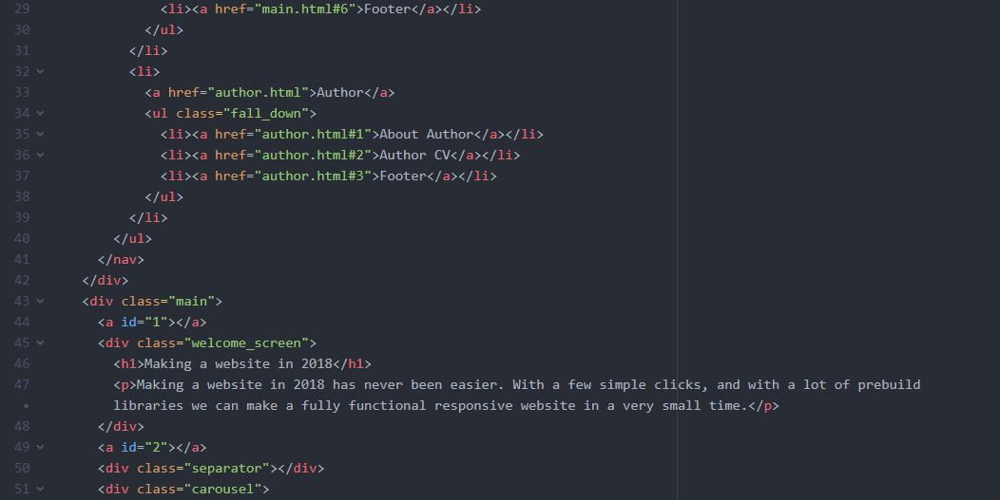 29 <li><a href="main.html#6">Footer</a></li>
30 </ul>
31 </li>
32 <li>
33 <a href="author.html">Author</a>
34 <ul class="fall_down">
35 <li><a href="author.html#1">About Author</a></li>
36 <li><a href="author.html#2">Author CV</a></li>
37 <li><a href="author.html#3">Footer</a></li>
38 </ul>
39 </li>
40 </ul>
41 </nav>
42 </div>
43 <div class="main">
44 <a id="1"></a>
45 <div class="welcome_screen">
46 <h1>Making a website in 2018</h1>
47 <p>Making a website in 2018 has never been easier. With a few simple clicks, and with a lot of prebuild
• libraries we can make a fully functional responsive website in a very small time.</p>
48 </div>
49 <a id="2"></a>
50 <div class="separator"></div>
51 <div class="carousel">